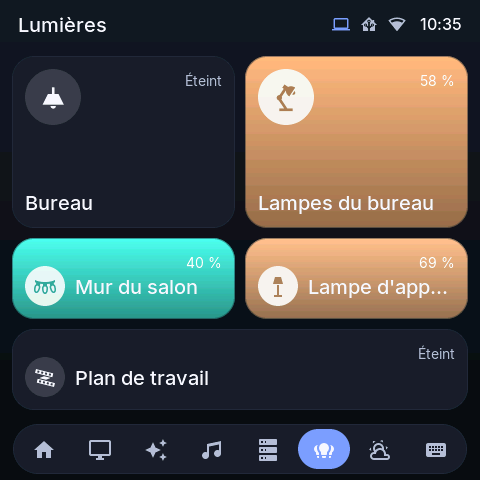 Lumières
10:35
Éteint
Bureau
58 %
Lampes du bureau
40 %
Mur du salon
69 %
Lampe d'app...
Éteint
Plan de travail